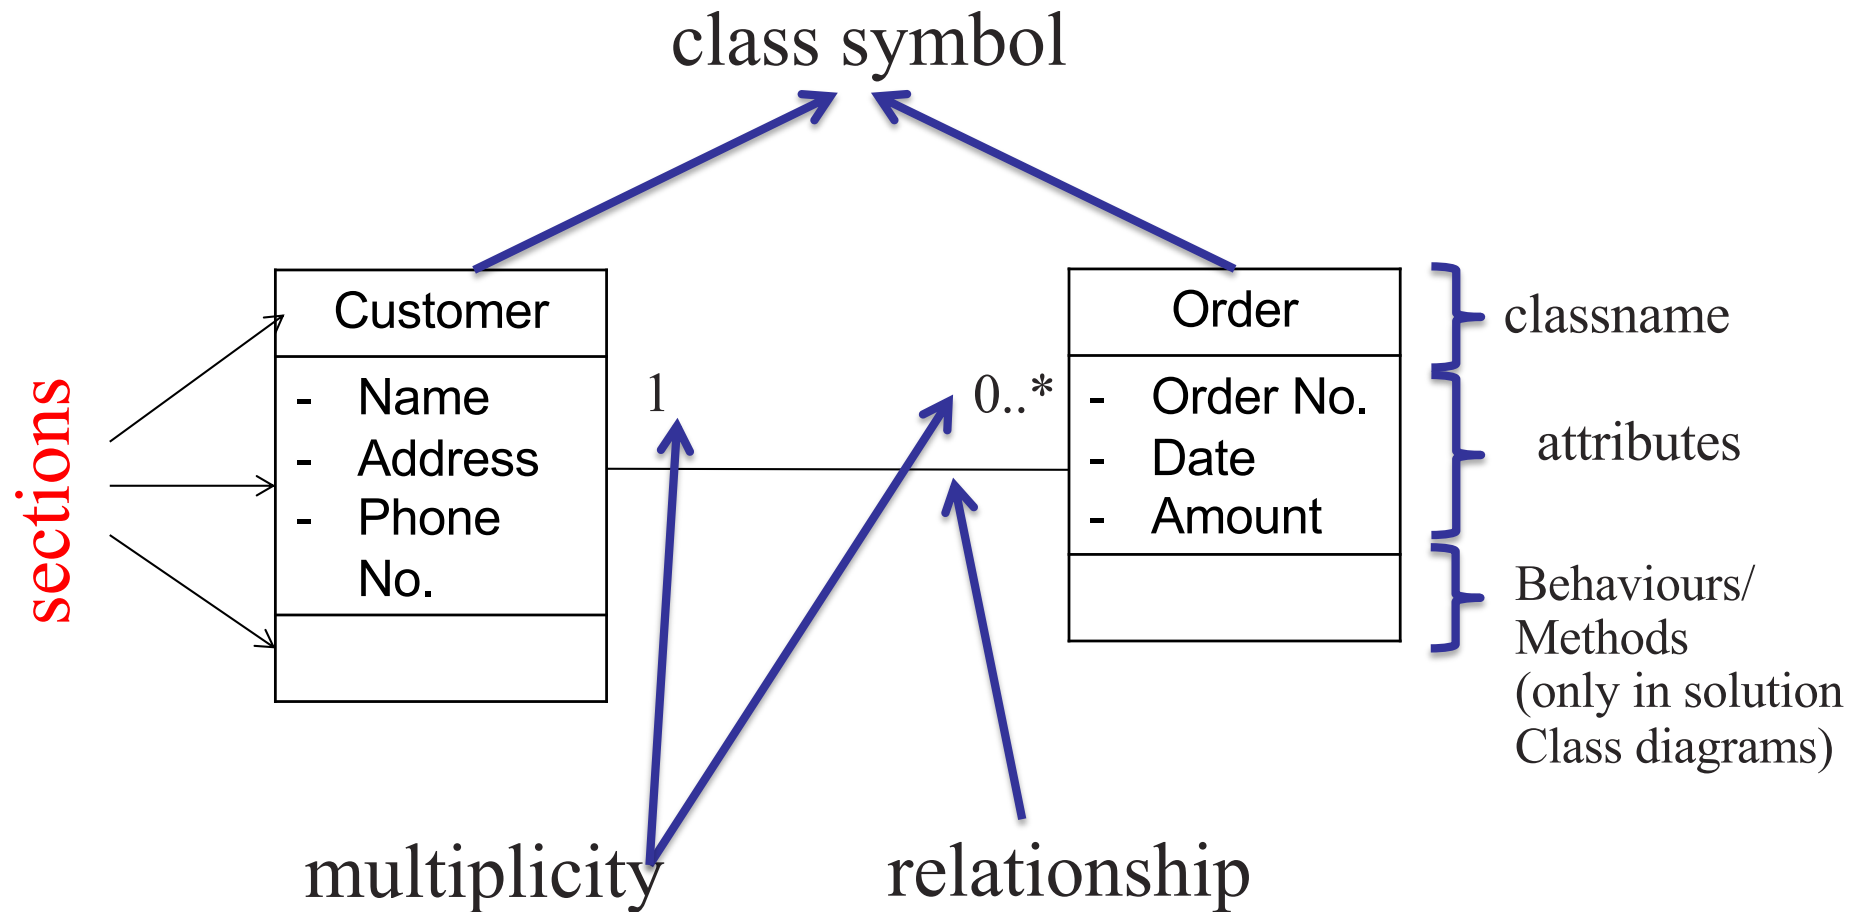 class symbol
sections
Customer
- Name
- Address
- Phone
No.
1
0..*
Order
- Order No.
- Date
- Amount
classname
attributes
Behaviours/
Methods
(only in solution
Class diagrams)
multiplicity
relationship